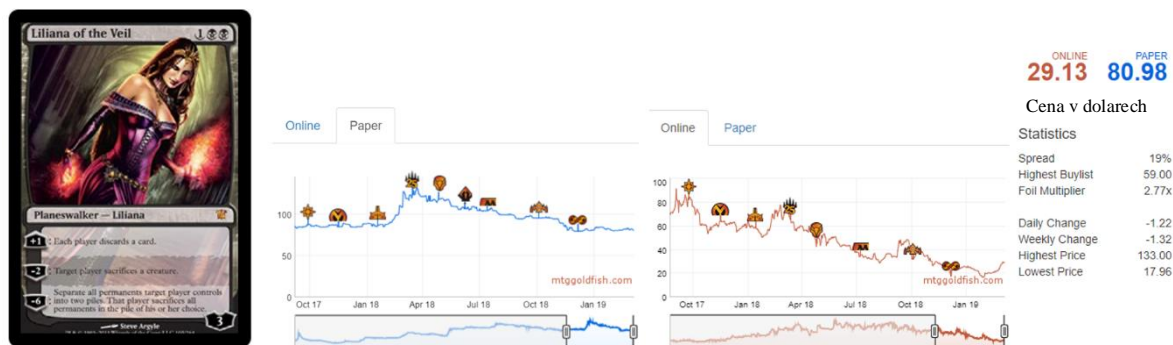 Liliana of the Veil 1
Planeswalker — Liliana
+1: Each player discards a card.
-2: Target player sacrifices a creature.
-6: Separate all permanents target player controls
into two piles. That player sacrifices all
permanents in the pile of his or her choice.
Steve Argyle
3
Online Paper
100
50
0
mtggoldfish.com
Oct 17 Jan 18 Apr 18 Jul 18 Oct 18 Jan 19
Online Paper
100
80
60
40
20
0
mtggoldfish.com
Oct 17 Jan 18 Apr 18 Jul 18 Oct 18 Jan 19
ONLINE PAPER
29.13 80.98
Cena v dolarech
Statistics
Spread 19%
Highest Buylist 59.00
Foil Multiplier 2.77x
Daily Change -1.22
Weekly Change -1.32
Highest Price 133.00
Lowest Price 17.96